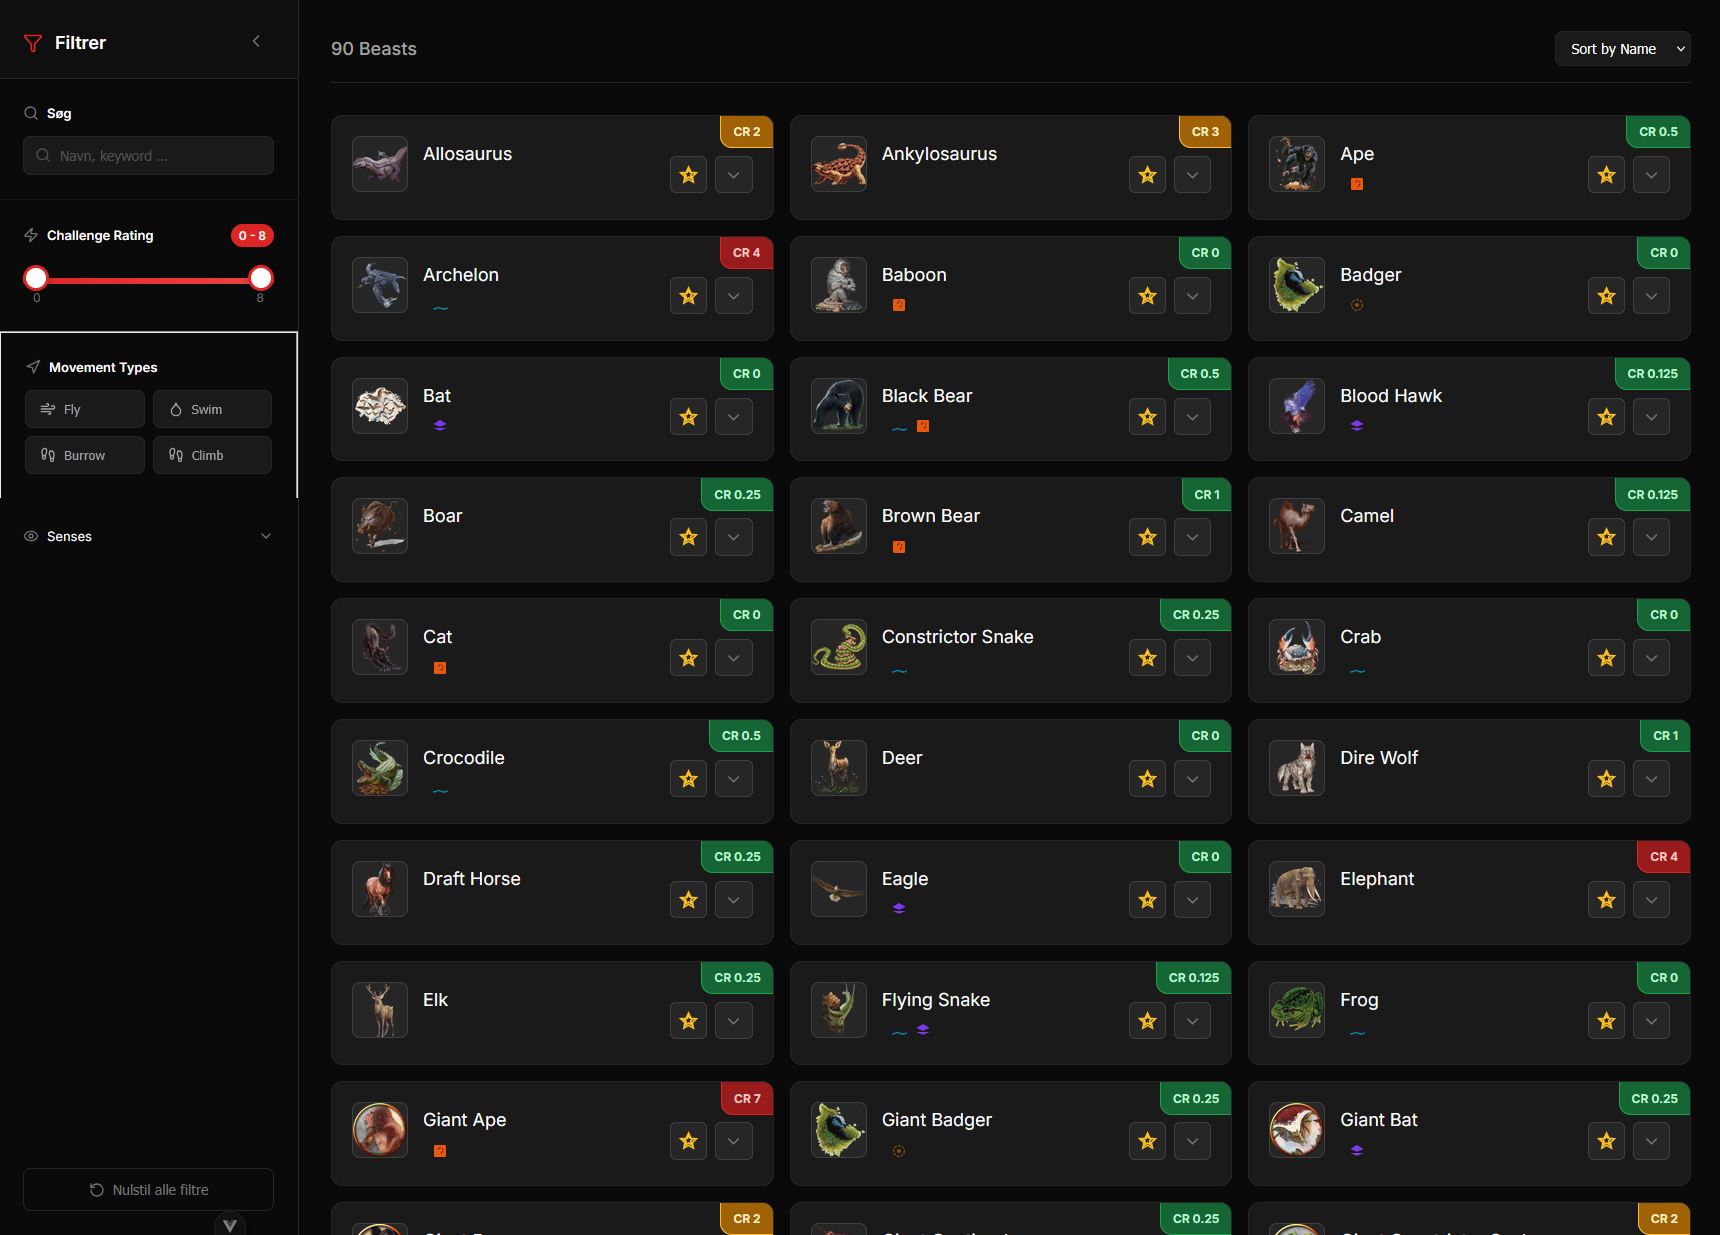 Filtrer
Søg
Navn, keyword ...
Challenge Rating
0 - 8
0
8
Movement Types
Fly
Swim
Burrow
Climb
Senses
Nulstil alle filtre
90 Beasts
Sort by Name
CR 2
Allosaurus
CR 3
Ankylosaurus
CR 0.5
Ape
CR 4
Archelon
CR 0
Baboon
CR 0
Badger
CR 0
Bat
CR 0.5
Black Bear
CR 0.125
Blood Hawk
CR 0.25
Boar
CR 1
Brown Bear
CR 0.125
Camel
CR 0
Cat
CR 0.25
Constrictor Snake
CR 0
Crab
CR 0.5
Crocodile
CR 0
Deer
CR 1
Dire Wolf
CR 0.25
Draft Horse
CR 0
Eagle
CR 4
Elephant
CR 0.25
Elk
CR 0.125
Flying Snake
CR 0
Frog
CR 7
Giant Ape
CR 0.25
Giant Badger
CR 0.25
Giant Bat
CR 2
CR 0.25
CR 2